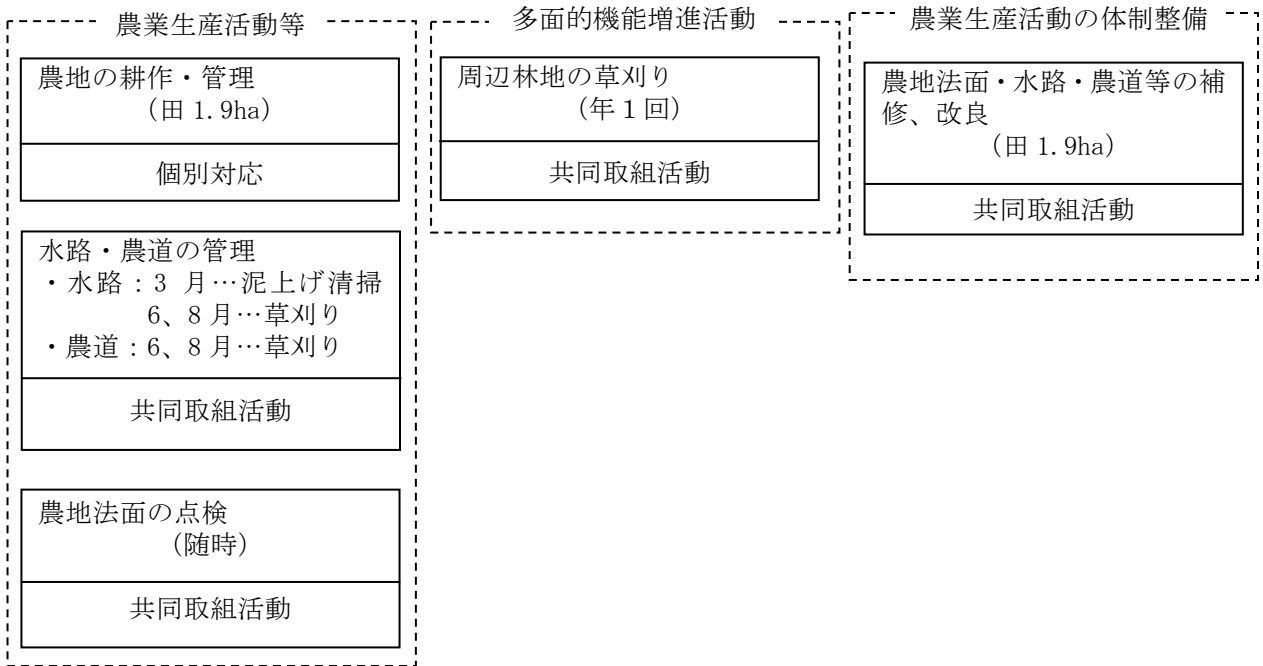 農業生産活動等
農地の耕作・管理
（田 1.9ha）
個別対応
水路・農道の管理
・水路：3 月…泥上げ清掃
6、8 月…草刈り
・農道：6、8 月…草刈り
共同取組活動
農地法面の点検
（随時）
共同取組活動
多面的機能増進活動
周辺林地の草刈り
（年１回）
共同取組活動
農業生産活動の体制整備
農地法面・水路・農道等の補
修、改良
（田 1.9ha）
共同取組活動